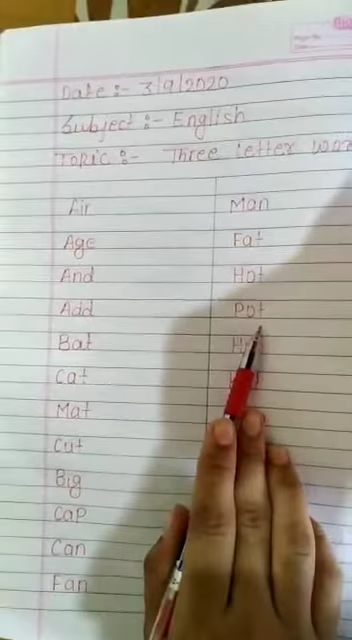 Date :- 3/9/2020
Subject :- English
Topic :- Three letter
Air
Age
And
Add
Bat
Cat
Mat
Cut
Big
Cap
Can
Fan
Man
Fat
Hot
Pot